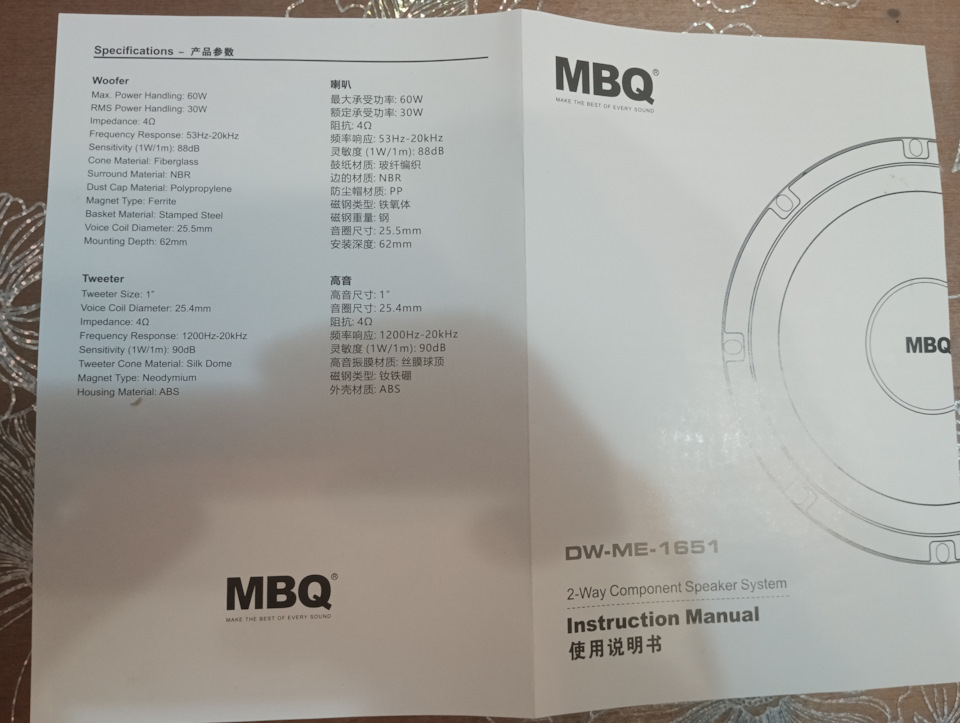 Specifications – 产品参数
Woofer
Max. Power Handling: 60W
RMS Power Handling: 30W
Impedance: 4Ω
Frequency Response: 53Hz-20kHz
Sensitivity (1W/1m): 88dB
Cone Material: Fiberglass
Surround Material: NBR
Dust Cap Material: Polypropylene
Magnet Type: Ferrite
Basket Material: Stamped Steel
Voice Coil Diameter: 25.5mm
Mounting Depth: 62mm
Tweeter
Tweeter Size: 1"
Voice Coil Diameter: 25.4mm
Impedance: 4Ω
Frequency Response: 1200Hz-20kHz
Sensitivity (1W/1m): 90dB
Tweeter Cone Material: Silk Dome
Magnet Type: Neodymium
Housing Material: ABS
喇叭
最大承受功率: 60W
额定承受功率: 30W
阻抗: 4Ω
频率响应: 53Hz-20kHz
灵敏度 (1W/1m): 88dB
鼓纸材质: 玻纤编织
边的材质: NBR
防尘帽材质: PP
磁钢类型: 铁氧体
磁钢重量: 钢
音圈尺寸: 25.5mm
安装深度: 62mm
高音
高音尺寸: 1"
音圈尺寸: 25.4mm
阻抗: 4Ω
频率响应: 1200Hz-20kHz
灵敏度 (1W/1m): 90dB
高音振膜材质: 丝膜球顶
磁钢类型: 钕铁硼
外壳材质: ABS
MBQ®
MAKE THE BEST OF EVERY SOUND
MBQ®
MAKE THE BEST OF EVERY SOUND
MBQ
DW-ME-1651
2-Way Component Speaker System
Instruction Manual
使用说明书